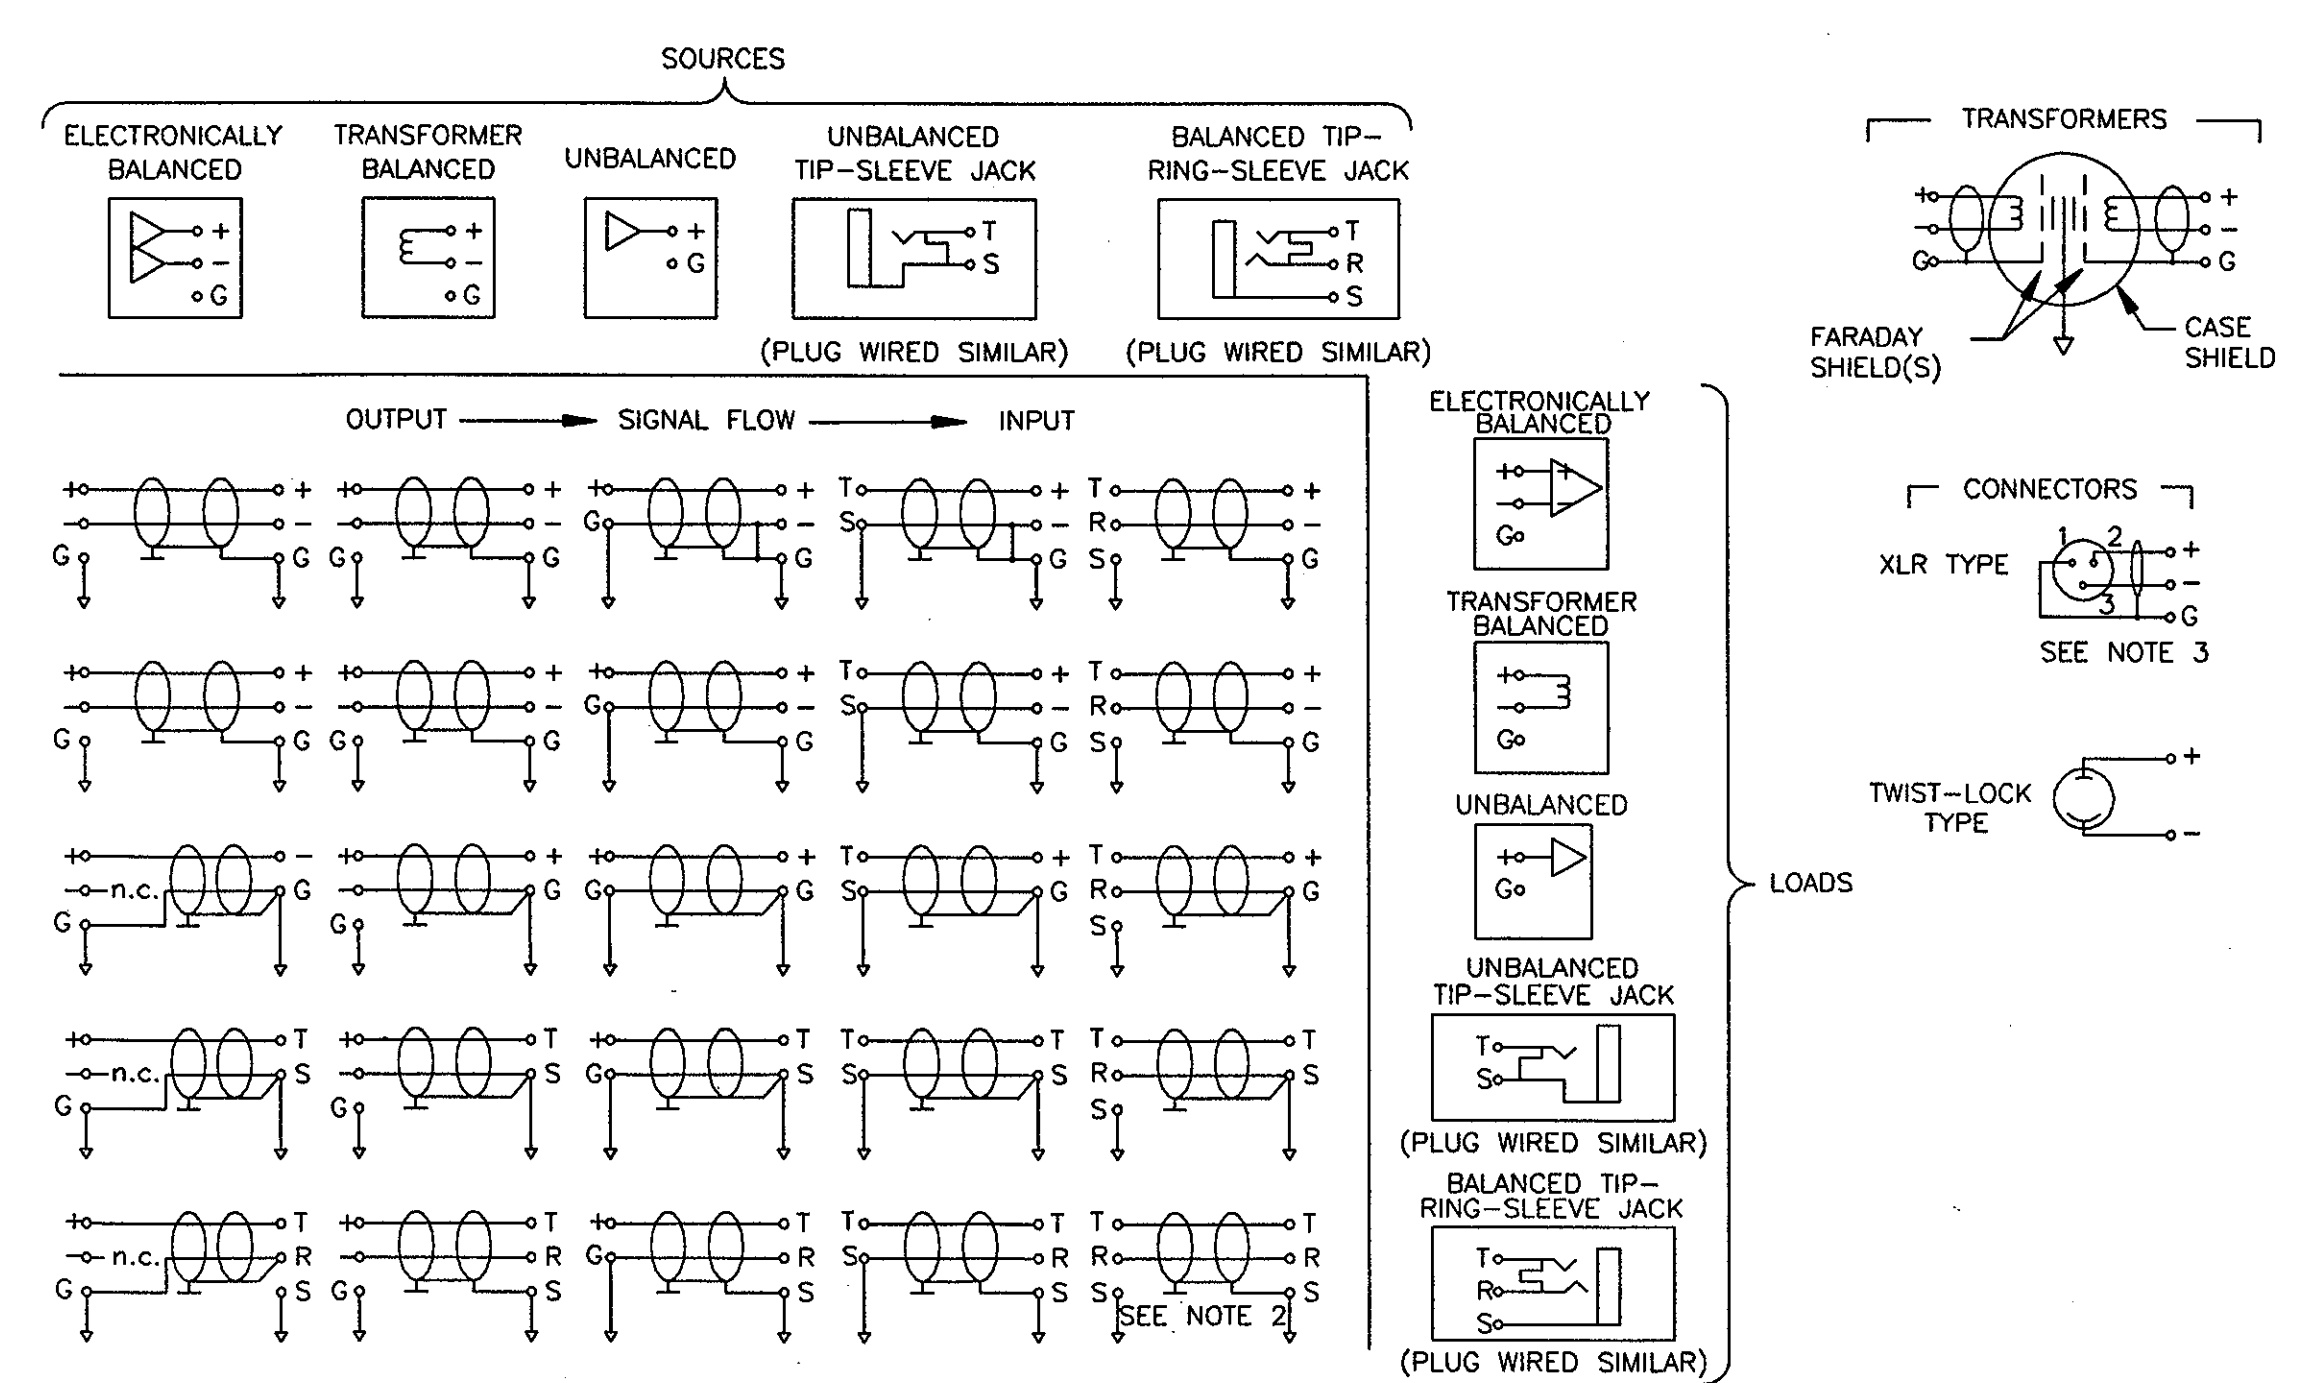 SOURCES
ELECTRONICALLY
BALANCED
TRANSFORMER
BALANCED
UNBALANCED
UNBALANCED
TIP-SLEEVE JACK
BALANCED TIP-
RING-SLEEVE JACK
+
-
G
+
-
G
+
G
T
S
T
R
S
(PLUG WIRED SIMILAR)
(PLUG WIRED SIMILAR)
TRANSFORMERS
+ +
- -
G G
FARADAY
SHIELD(S)
CASE
SHIELD
OUTPUT SIGNAL FLOW INPUT
+ + + + + + T + T +
- - - - G - S - R -
G G G G G G S G
+ + + + + + T + T +
- - - - G - S - R -
G G G G G G S G
+ - + + + + T + T +
- n.c. G - G G G S G R G
G G S
+ T + T + T T T T T
- n.c. S - S G S S S R S
G G S
+ T + T + T T T T T
- n.c. R - R G R S R R R
G S G S S S S S
SEE NOTE 2
ELECTRONICALLY
BALANCED
+ +
- -
G
TRANSFORMER
BALANCED
+
-
G
UNBALANCED
+
G
UNBALANCED
TIP-SLEEVE JACK
T
S
(PLUG WIRED SIMILAR)
BALANCED TIP-
RING-SLEEVE JACK
T
R
S
(PLUG WIRED SIMILAR)
LOADS
CONNECTORS
XLR TYPE
1 2
3
+
-
G
SEE NOTE 3
TWIST-LOCK
TYPE
+
-